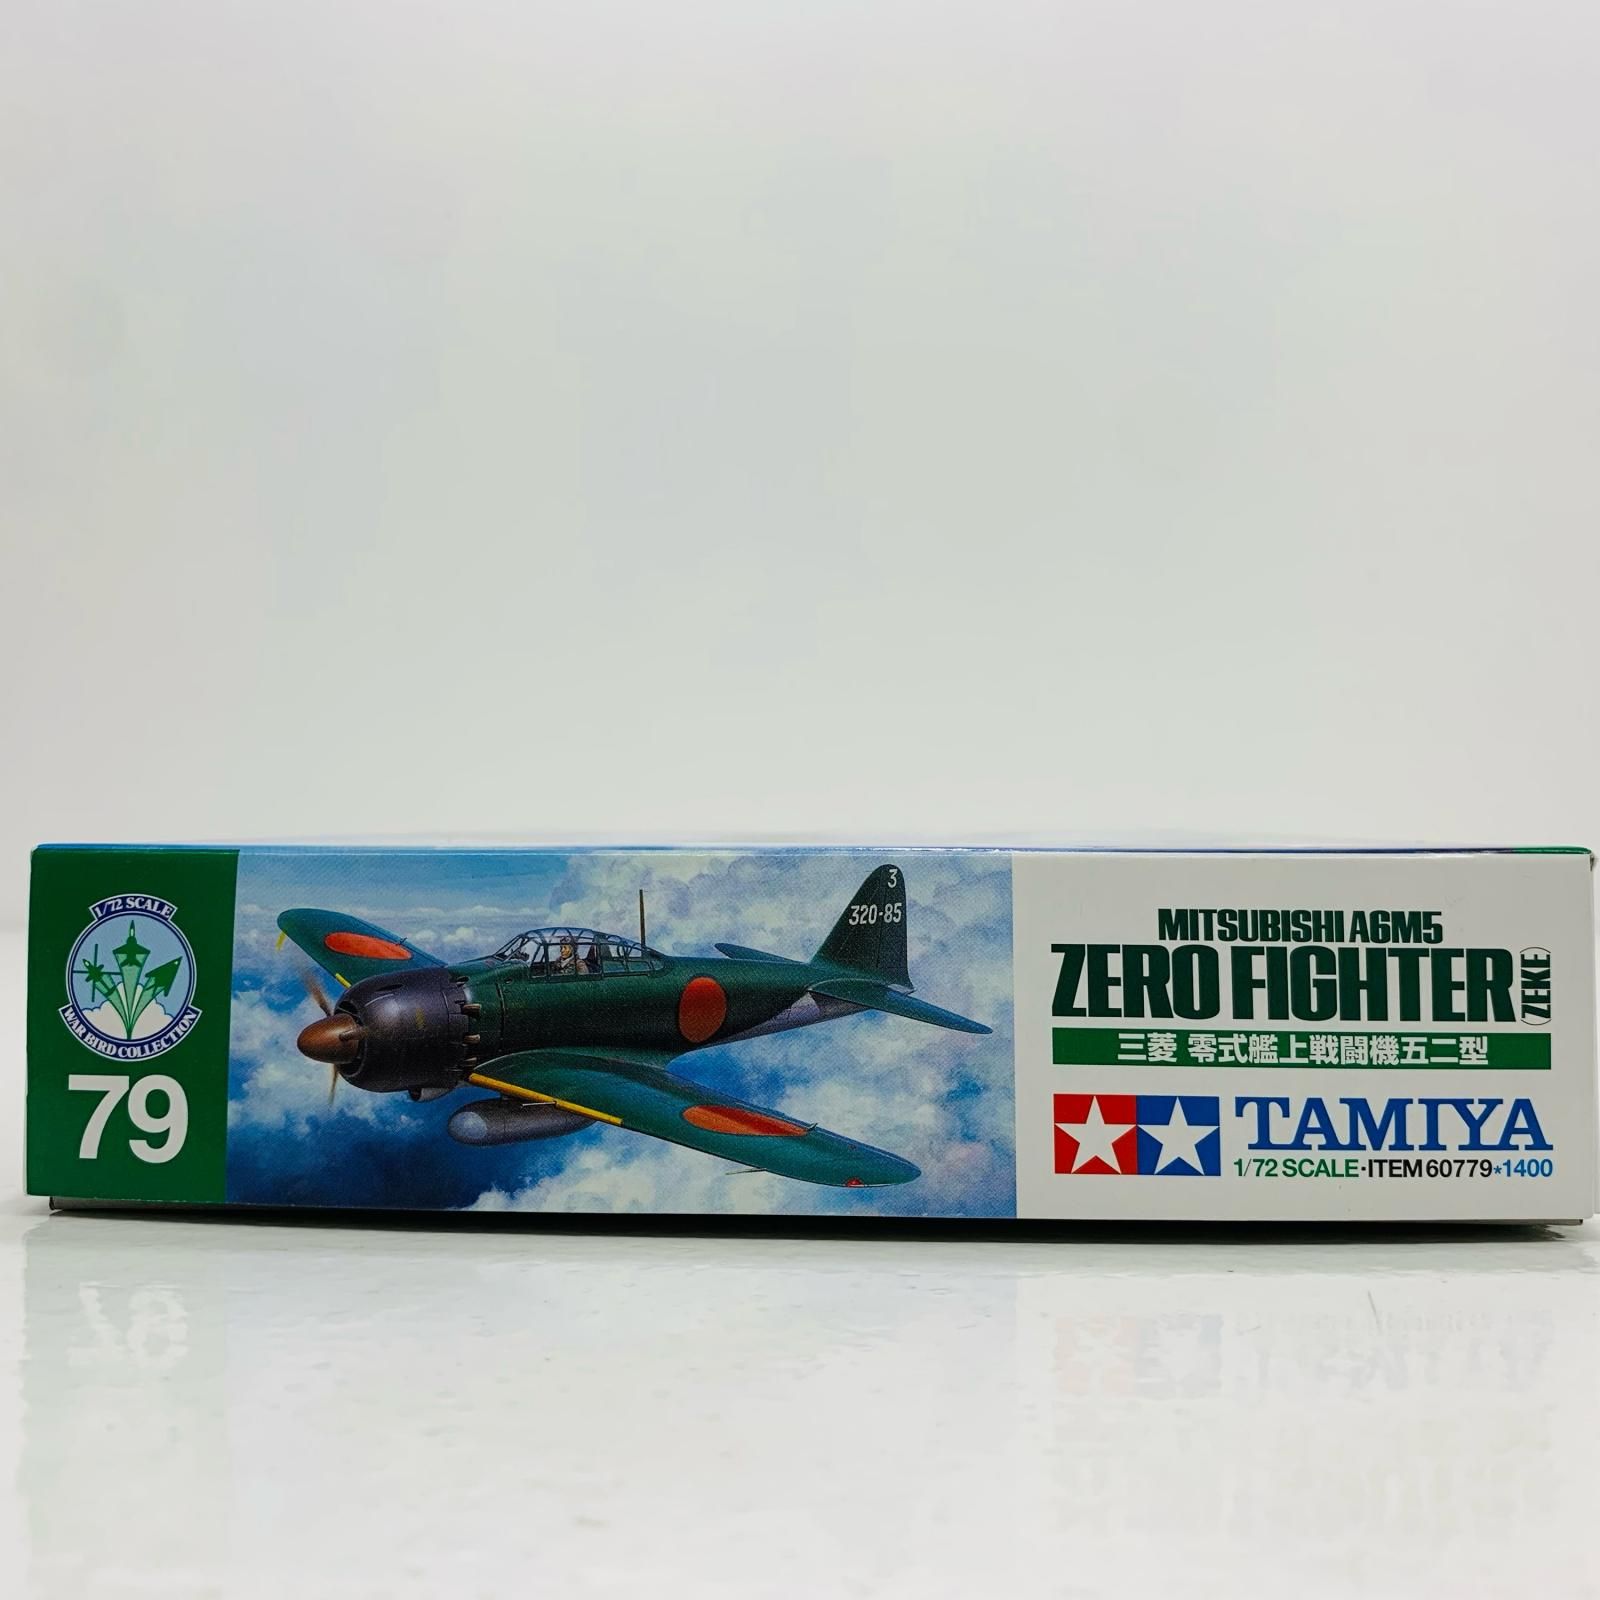 1/72 SCALE
WAR BIRD COLLECTION
79
3
320-85
MITSUBISHI A6M5
ZERO FIGHTER (ZEKE)
三菱 零式艦上戦闘機五二型
TAMIYA
1/72 SCALE・ITEM 60779*1400